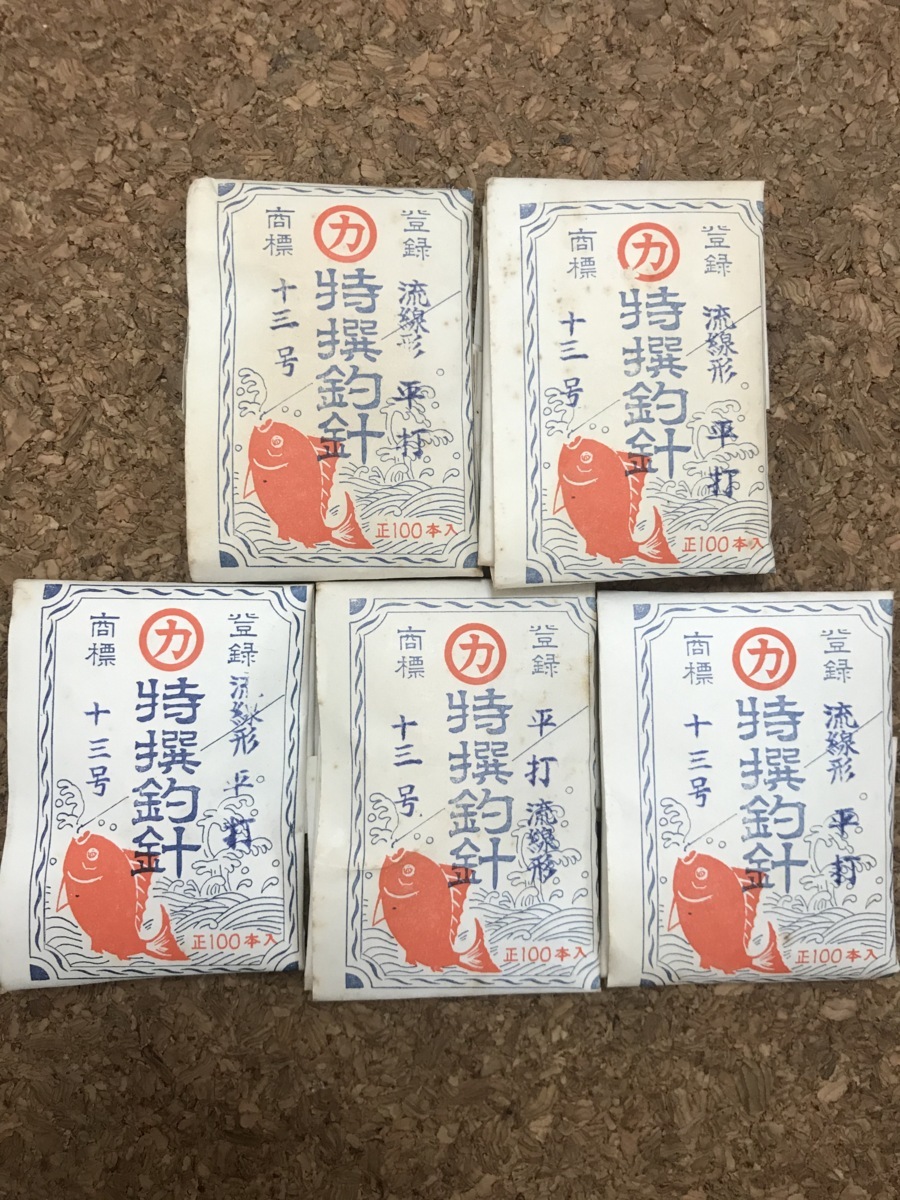 登録
商標
カ
特撰釣針
流線形 平打
十三号
正100本入
登録
商標
カ
特撰釣針
流線形 平打
十三号
正100本入
登録
商標
カ
特撰釣針
流線形 平打
十三号
正100本入
登録
商標
カ
特撰釣針
平打 流線形
十三号
正100本入
登録
商標
カ
特撰釣針
流線形 平打
十三号
正100本入